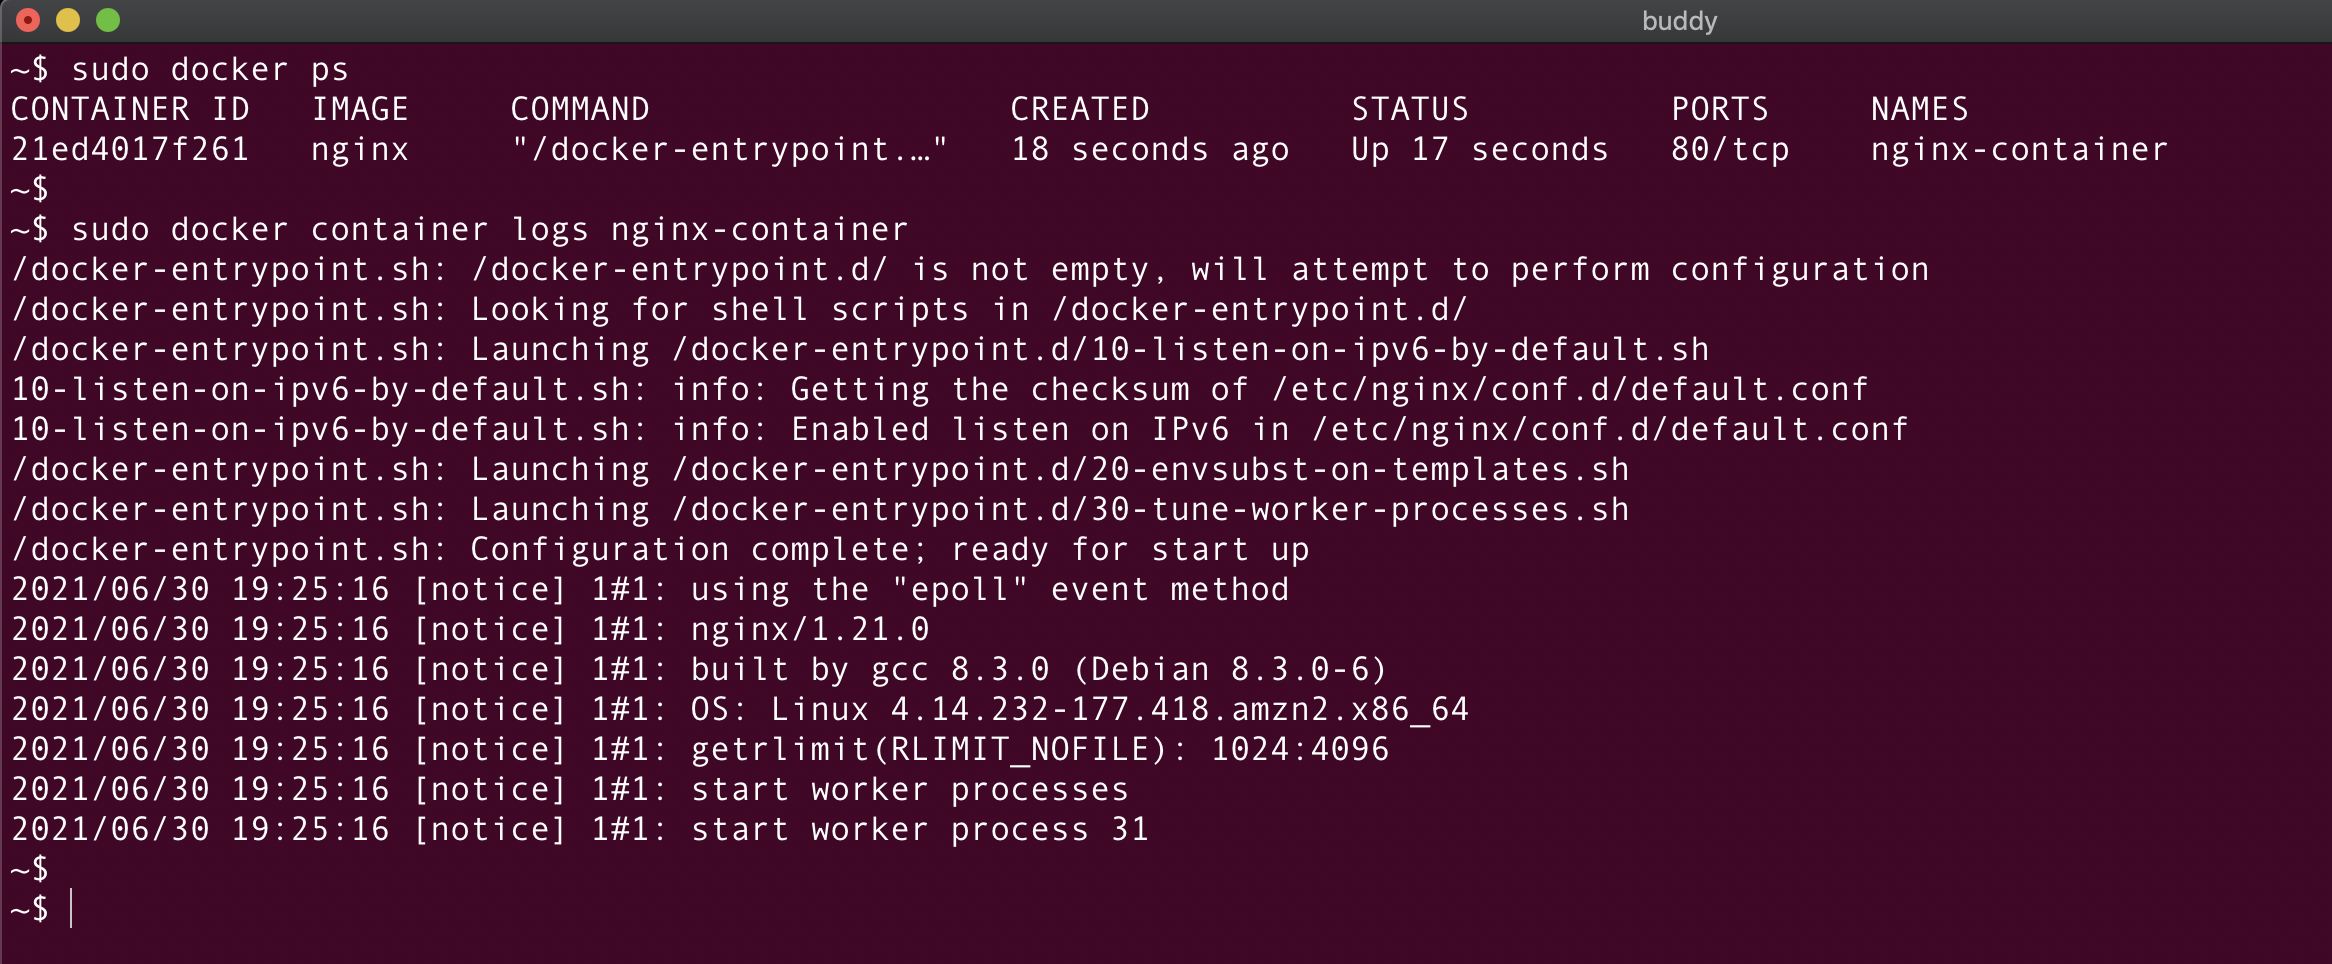 buddy
~$ sudo docker ps
CONTAINER ID   IMAGE     COMMAND                  CREATED          STATUS          PORTS     NAMES
21ed4017f261   nginx     "/docker-entrypoint.…"   18 seconds ago   Up 17 seconds   80/tcp    nginx-container
~$
~$ sudo docker container logs nginx-container
/docker-entrypoint.sh: /docker-entrypoint.d/ is not empty, will attempt to perform configuration
/docker-entrypoint.sh: Looking for shell scripts in /docker-entrypoint.d/
/docker-entrypoint.sh: Launching /docker-entrypoint.d/10-listen-on-ipv6-by-default.sh
10-listen-on-ipv6-by-default.sh: info: Getting the checksum of /etc/nginx/conf.d/default.conf
10-listen-on-ipv6-by-default.sh: info: Enabled listen on IPv6 in /etc/nginx/conf.d/default.conf
/docker-entrypoint.sh: Launching /docker-entrypoint.d/20-envsubst-on-templates.sh
/docker-entrypoint.sh: Launching /docker-entrypoint.d/30-tune-worker-processes.sh
/docker-entrypoint.sh: Configuration complete; ready for start up
2021/06/30 19:25:16 [notice] 1#1: using the "epoll" event method
2021/06/30 19:25:16 [notice] 1#1: nginx/1.21.0
2021/06/30 19:25:16 [notice] 1#1: built by gcc 8.3.0 (Debian 8.3.0-6)
2021/06/30 19:25:16 [notice] 1#1: OS: Linux 4.14.232-177.418.amzn2.x86_64
2021/06/30 19:25:16 [notice] 1#1: getrlimit(RLIMIT_NOFILE): 1024:4096
2021/06/30 19:25:16 [notice] 1#1: start worker processes
2021/06/30 19:25:16 [notice] 1#1: start worker process 31
~$
~$